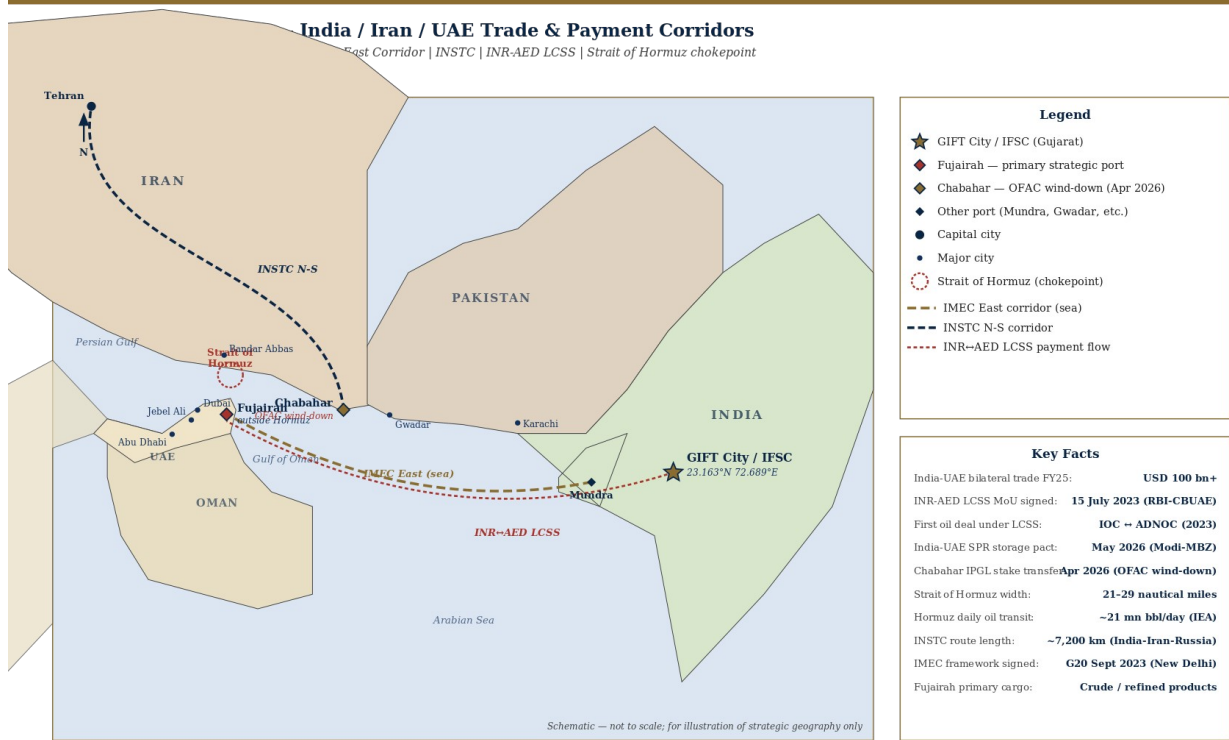 India / Iran / UAE Trade & Payment Corridors
East Corridor | INSTC | INR-AED LCSS | Strait of Hormuz chokepoint
Tehran
N
IRAN
INSTC N-S
PAKISTAN
Persian Gulf
Strait of
Hormuz
Bandar Abbas
Dubai
Jebel Ali
Abu Dhabi
UAE
Fujairah
outside Hormuz
Chabahar
OFAC wind-down
Gwadar
Karachi
INDIA
Gulf of Oman
IMEC East (sea)
GIFT City / IFSC
23.163°N 72.689°E
Mundra
OMAN
INR↔AED LCSS
Arabian Sea
Schematic — not to scale; for illustration of strategic geography only
Legend
GIFT City / IFSC (Gujarat)
Fujairah — primary strategic port
Chabahar — OFAC wind-down (Apr 2026)
Other port (Mundra, Gwadar, etc.)
Capital city
Major city
Strait of Hormuz (chokepoint)
IMEC East corridor (sea)
INSTC N-S corridor
INR↔AED LCSS payment flow
Key Facts
India-UAE bilateral trade FY25: USD 100 bn+
INR-AED LCSS MoU signed: 15 July 2023 (RBI-CBUAE)
First oil deal under LCSS: IOC ↔ ADNOC (2023)
India-UAE SPR storage pact: May 2026 (Modi-MBZ)
Chabahar IPGL stake transfer Apr 2026 (OFAC wind-down)
Strait of Hormuz width: 21–29 nautical miles
Hormuz daily oil transit: ~21 mn bbl/day (IEA)
INSTC route length: ~7,200 km (India-Iran-Russia)
IMEC framework signed: G20 Sept 2023 (New Delhi)
Fujairah primary cargo: Crude / refined products